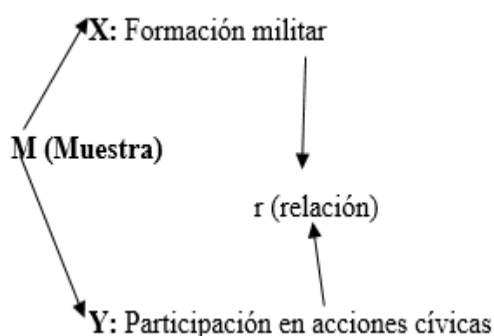 X: Formación militar
M (Muestra)
r (relación)
Y: Participación en acciones cívicas